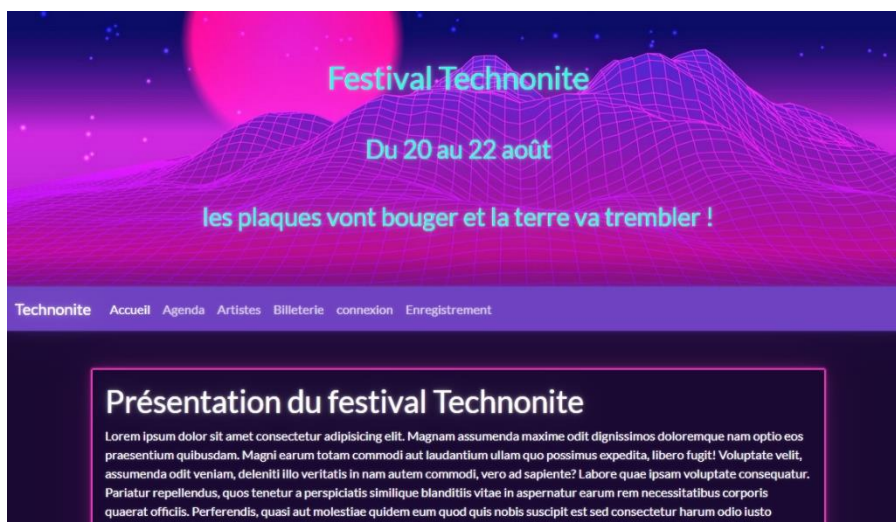 Festival Technonite
Du 20 au 22 août
les plaques vont bouger et la terre va trembler !
Technonite Accueil Agenda Artistes Billeterie connexion Enregistrement
Présentation du festival Technonite
Lorem ipsum dolor sit amet consectetur adipisicing elit. Magnam assumenda maxime odit dignissimos doloremque nam optio eos
praesentium quibusdam. Magni earum totam commodi aut laudantium ullam quo possimus expedita, libero fugit! Voluptate velit,
assumenda odit veniam, deleniti illo veritatis in nam autem commodi, vero ad sapiente? Labore quae ipsam voluptate consequatur.
Pariatur repellendus, quos tenetur a perspiciatis similique blanditiis vitae in aspernatur earum rem necessitatibus corporis
quaerat officiis. Perferendis, quasi aut molestiae quidem eum quod quis nobis suscipit est sed consectetur harum odio iusto